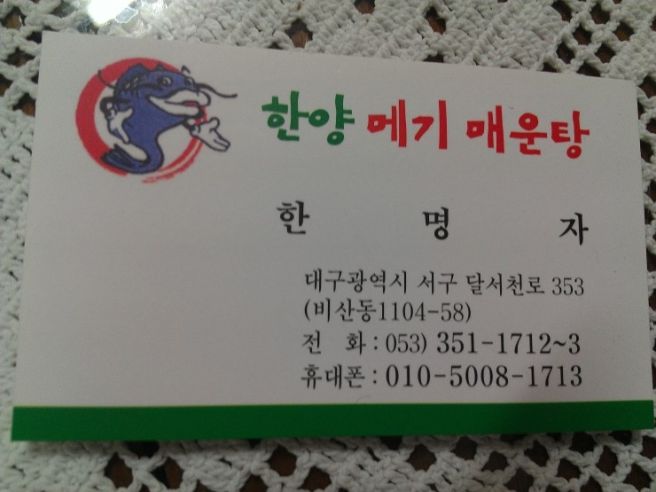 한양 메기 매운탕
한 명 자
대구광역시 서구 달서천로 353
(비산동1104-58)
전 화 : 053) 351-1712~3
휴대폰 : 010-5008-1713